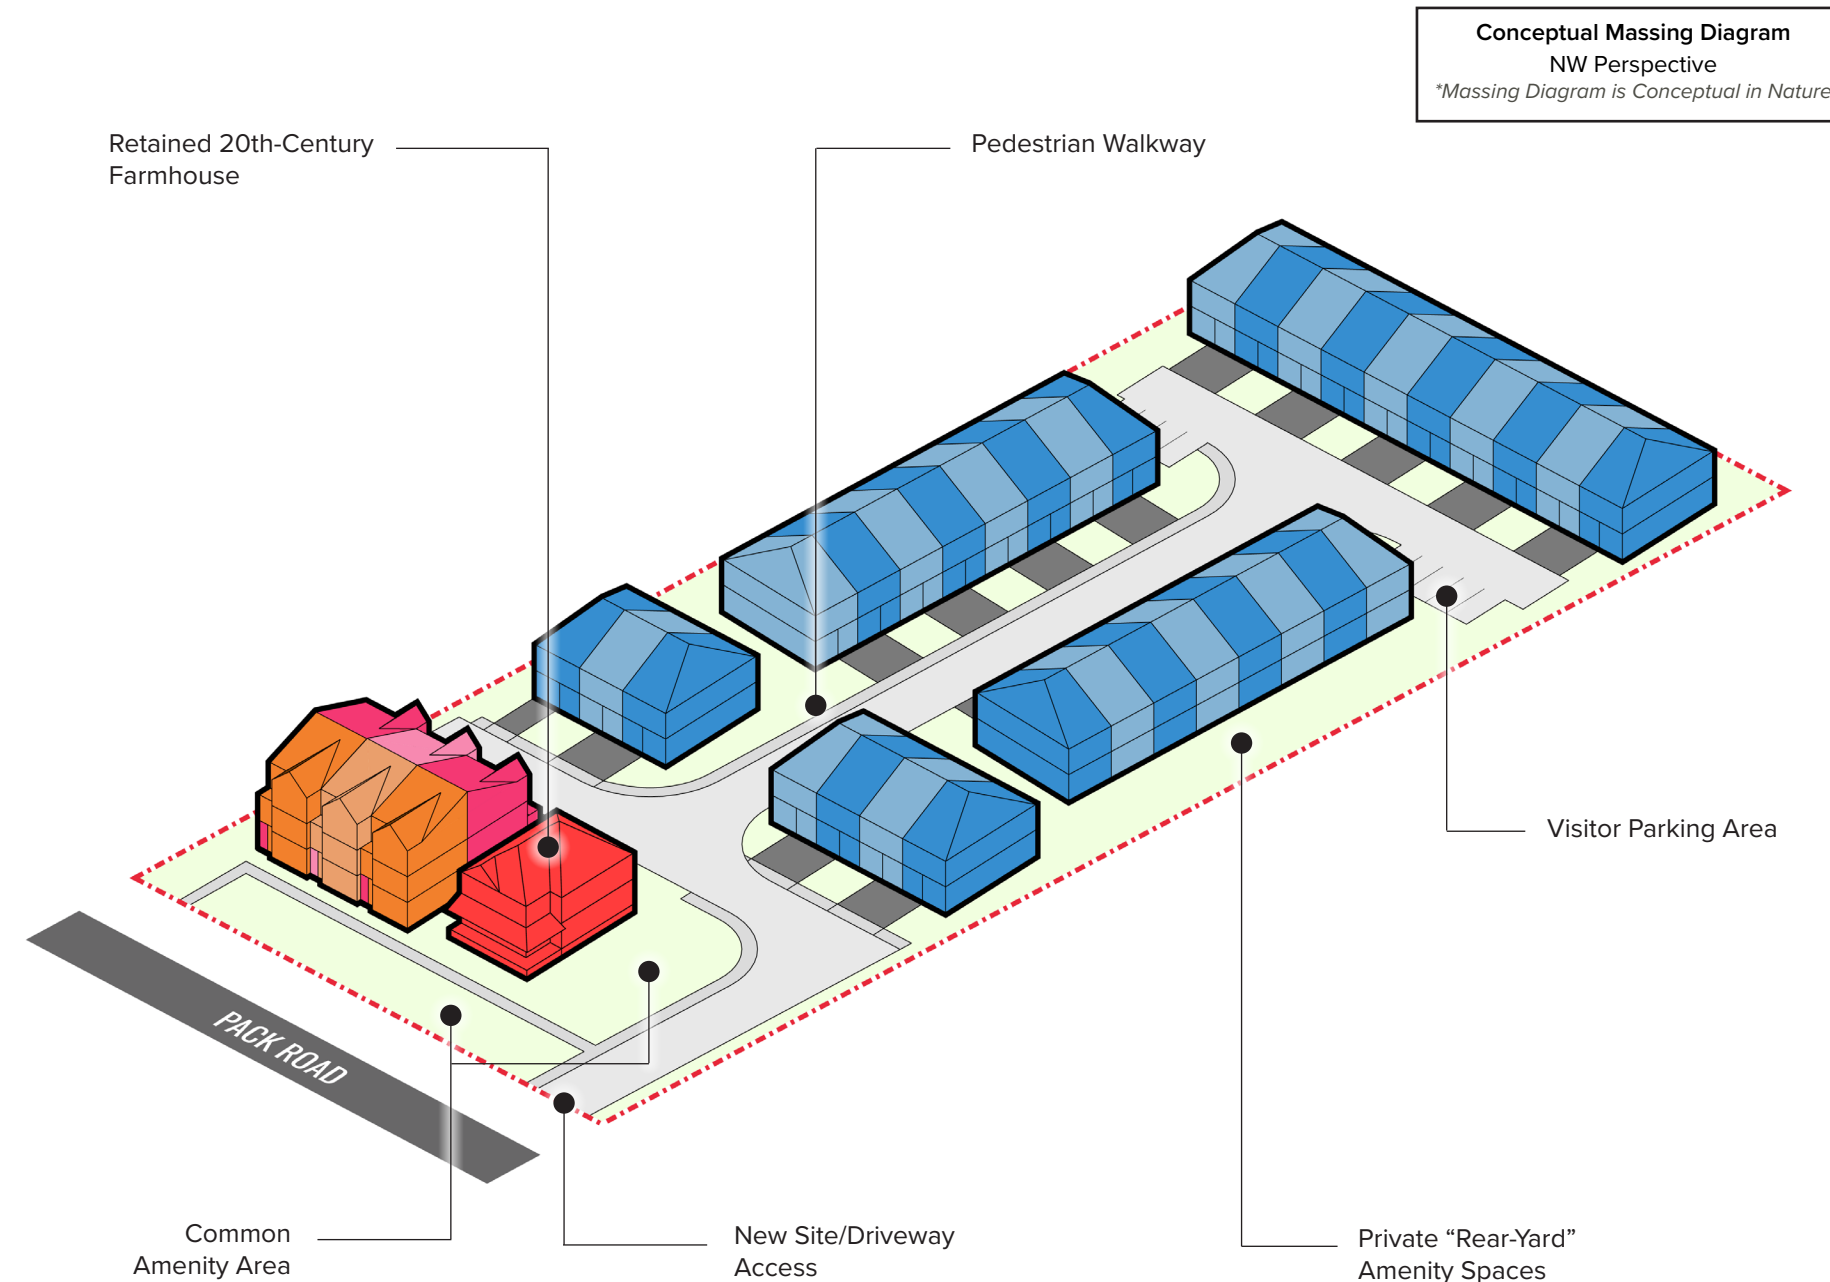 Conceptual Massing Diagram
NW Perspective
*Massing Diagram is Conceptual in Nature
Retained 20th-Century
Farmhouse
Pedestrian Walkway
Visitor Parking Area
PACK ROAD
Common
Amenity Area
New Site/Driveway
Access
Private “Rear-Yard”
Amenity Spaces